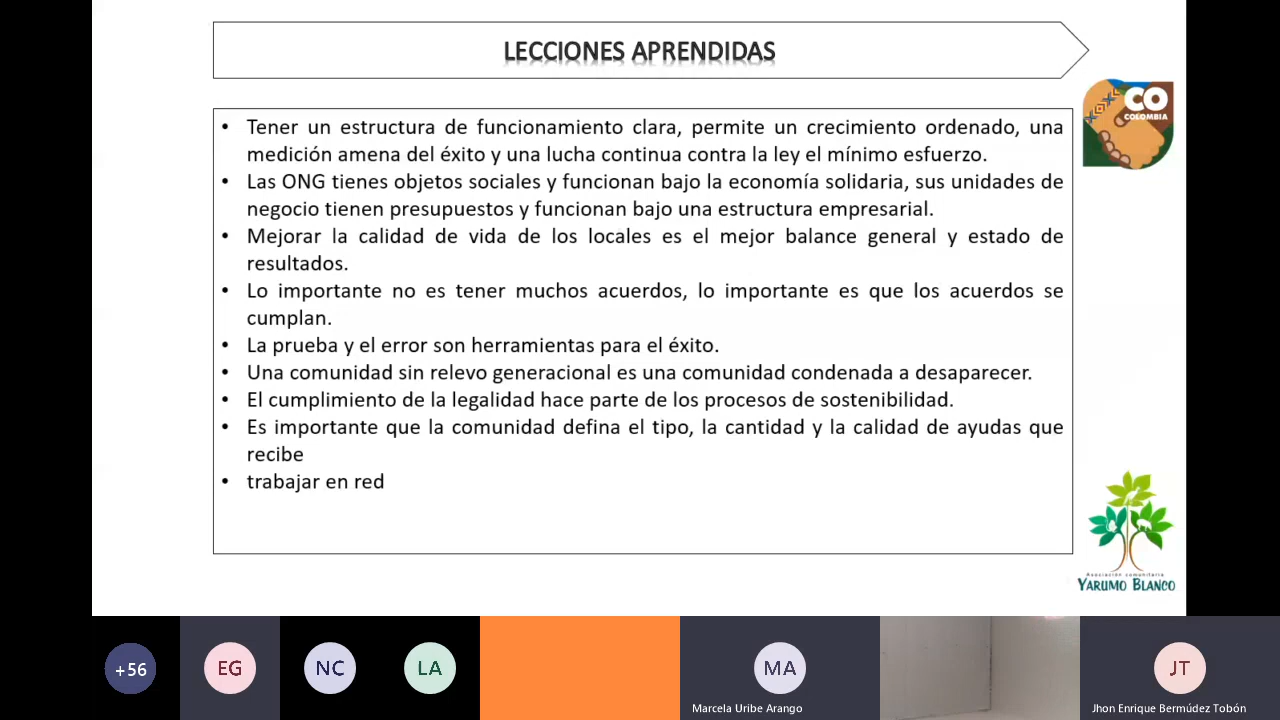 LECCIONES APRENDIDAS
CO
COLOMBIA
• Tener un estructura de funcionamiento clara, permite un crecimiento ordenado, una
medición amena del éxito y una lucha continua contra la ley el mínimo esfuerzo.
• Las ONG tienes objetos sociales y funcionan bajo la economía solidaria, sus unidades de
negocio tienen presupuestos y funcionan bajo una estructura empresarial.
• Mejorar la calidad de vida de los locales es el mejor balance general y estado de
resultados.
• Lo importante no es tener muchos acuerdos, lo importante es que los acuerdos se
cumplan.
• La prueba y el error son herramientas para el éxito.
• Una comunidad sin relevo generacional es una comunidad condenada a desaparecer.
• El cumplimiento de la legalidad hace parte de los procesos de sostenibilidad.
• Es importante que la comunidad defina el tipo, la cantidad y la calidad de ayudas que
recibe
• trabajar en red
Asociación comunitaria
YARUMO BLANCO
+56
EG
NC
LA
MA
JT
Marcela Uribe Arango
Jhon Enrique Bermúdez Tobón